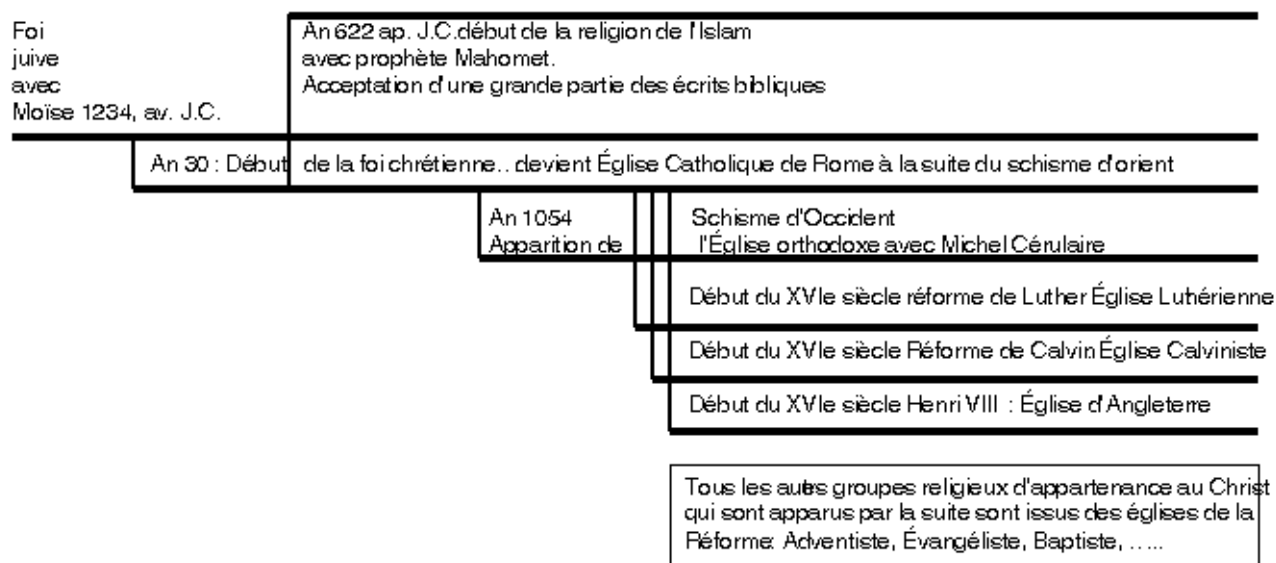 Foi
juive
avec
Moïse 1234, av. J.C.
An 622 ap. J.C.début de la religion de l'Islam
avec prophète Mahomet.
Acceptation d'une grande partie des écrits bibliques
An 30 : Début de la foi chrétienne... devient Église Catholique de Rome à la suite du schisme d'orient
An 1054 Schisme d'Occident
Apparition de l'Église orthodoxe avec Michel Cérulaire
Début du XVIe siècle réforme de Luther Église Luhérienne
Début du XVIe siècle Réforme de Calvin Église Calviniste
Début du XVIe siècle Henri VIII : Église d'Angleterre
Tous les autrs groupes religieux d'appartenance au Christ
qui sont apparus par la suite sont issus des églises de la
Réforme: Adventiste, Évangéliste, Baptiste, .....